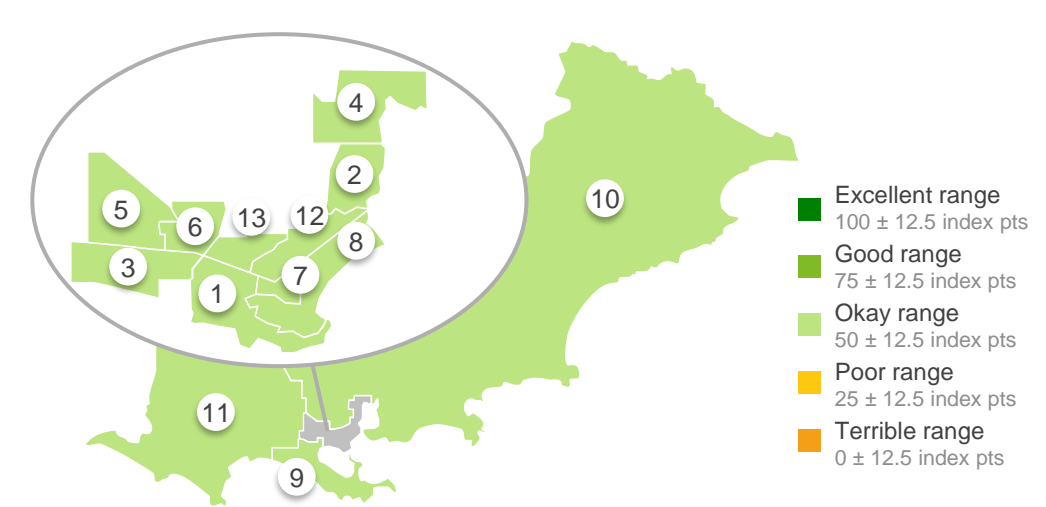 4
2
5
13
12
6
8
3
7
1
10
11
9
Excellent range
100 ± 12.5 index pts
Good range
75 ± 12.5 index pts
Okay range
50 ± 12.5 index pts
Poor range
25 ± 12.5 index pts
Terrible range
0 ± 12.5 index pts